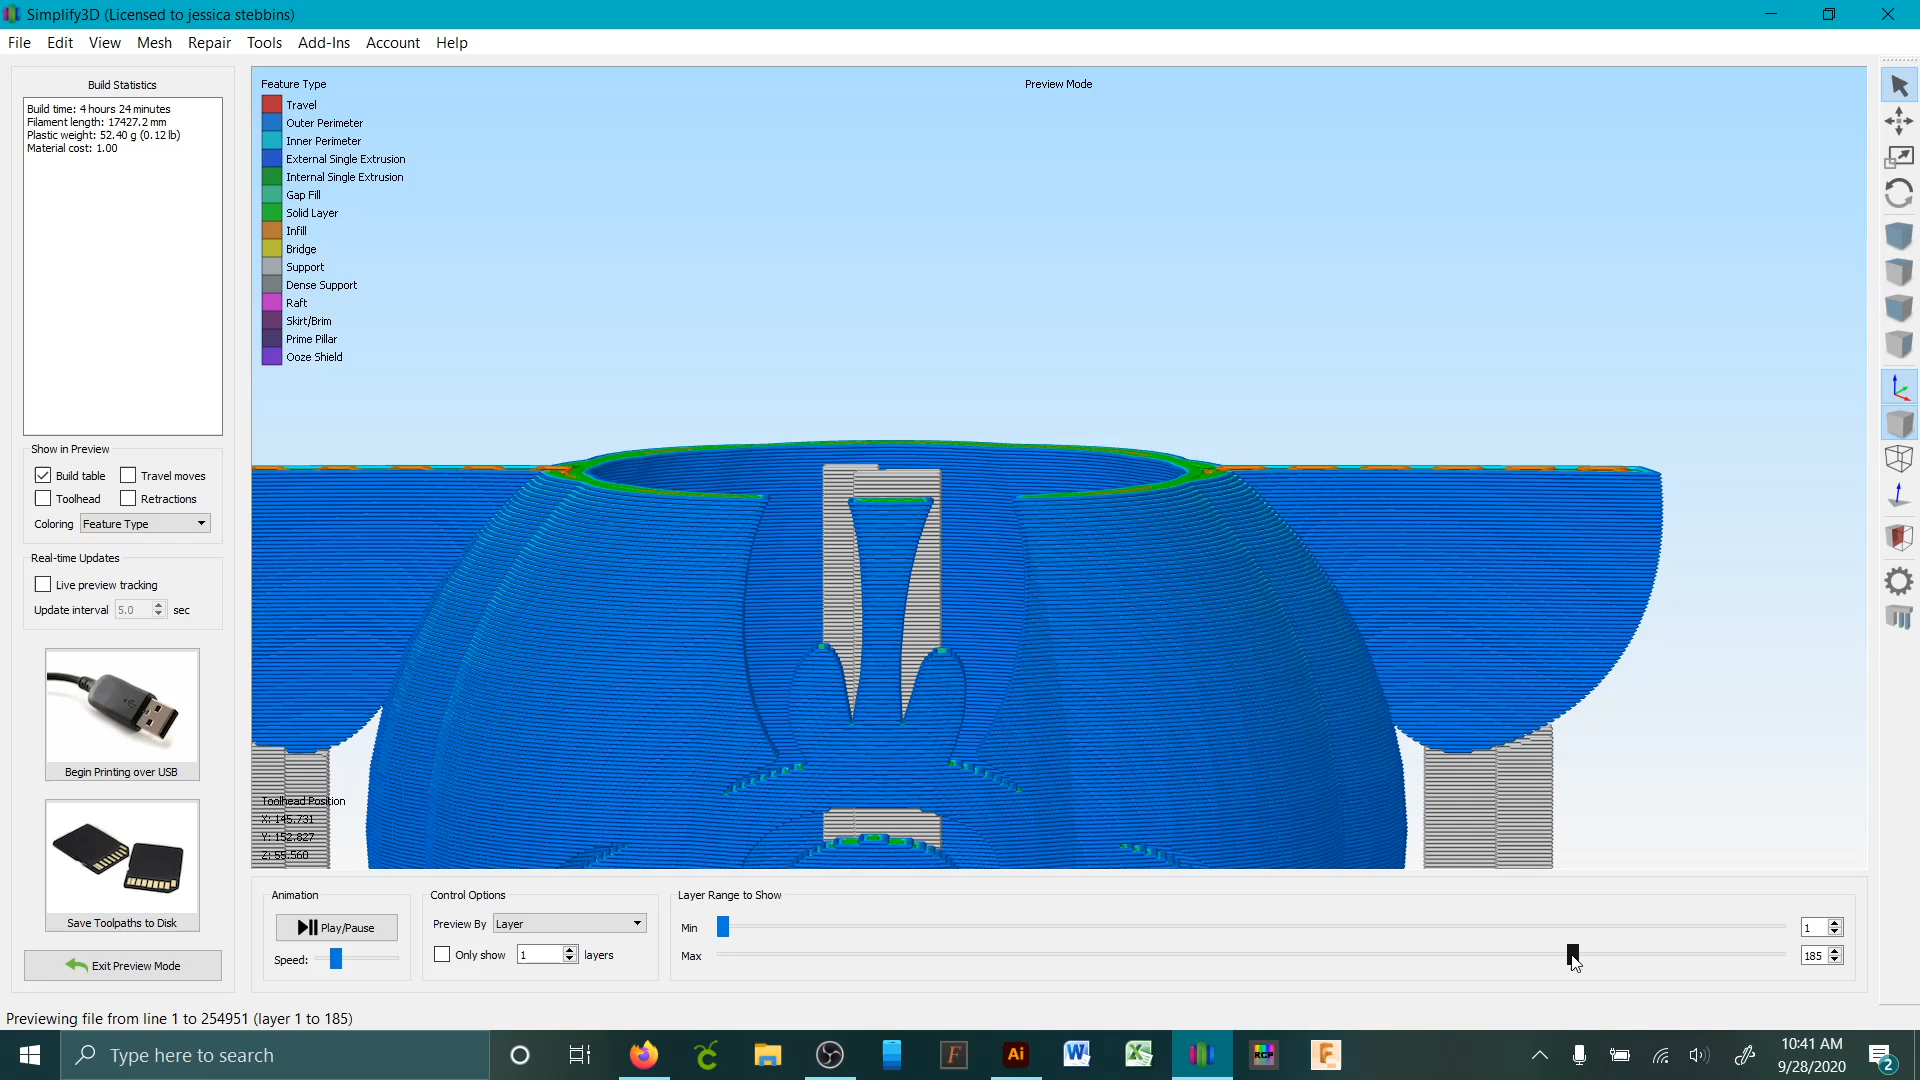 Simplify3D (Licensed to jessica stebbins)
File Edit View Mesh Repair Tools Add-Ins Account Help
Build Statistics
Build time: 4 hours 24 minutes
Filament length: 17427.2 mm
Plastic weight: 52.40 g (0.12 lb)
Material cost: 1.00
Show in Preview
Build table Travel moves
Toolhead Retractions
Coloring Feature Type
Real-time Updates
Live preview tracking
Update interval 5.0 sec
Begin Printing over USB
Save Toolpaths to Disk
Exit Preview Mode
Feature Type
Travel
Outer Perimeter
Inner Perimeter
External Single Extrusion
Internal Single Extrusion
Gap Fill
Solid Layer
Infill
Bridge
Support
Dense Support
Raft
Skirt/Brim
Prime Pillar
Ooze Shield
Preview Mode
Toolhead Position
X: 145.731
Y: 152.827
Z: 55.560
Animation
Play/Pause
Speed:
Control Options
Preview By Layer
Only show 1 layers
Layer Range to Show
Min 1
Max 185
Previewing file from line 1 to 254951 (layer 1 to 185)
Type here to search
F
Ai
W
X
RCP
F
10:41 AM
9/28/2020
2